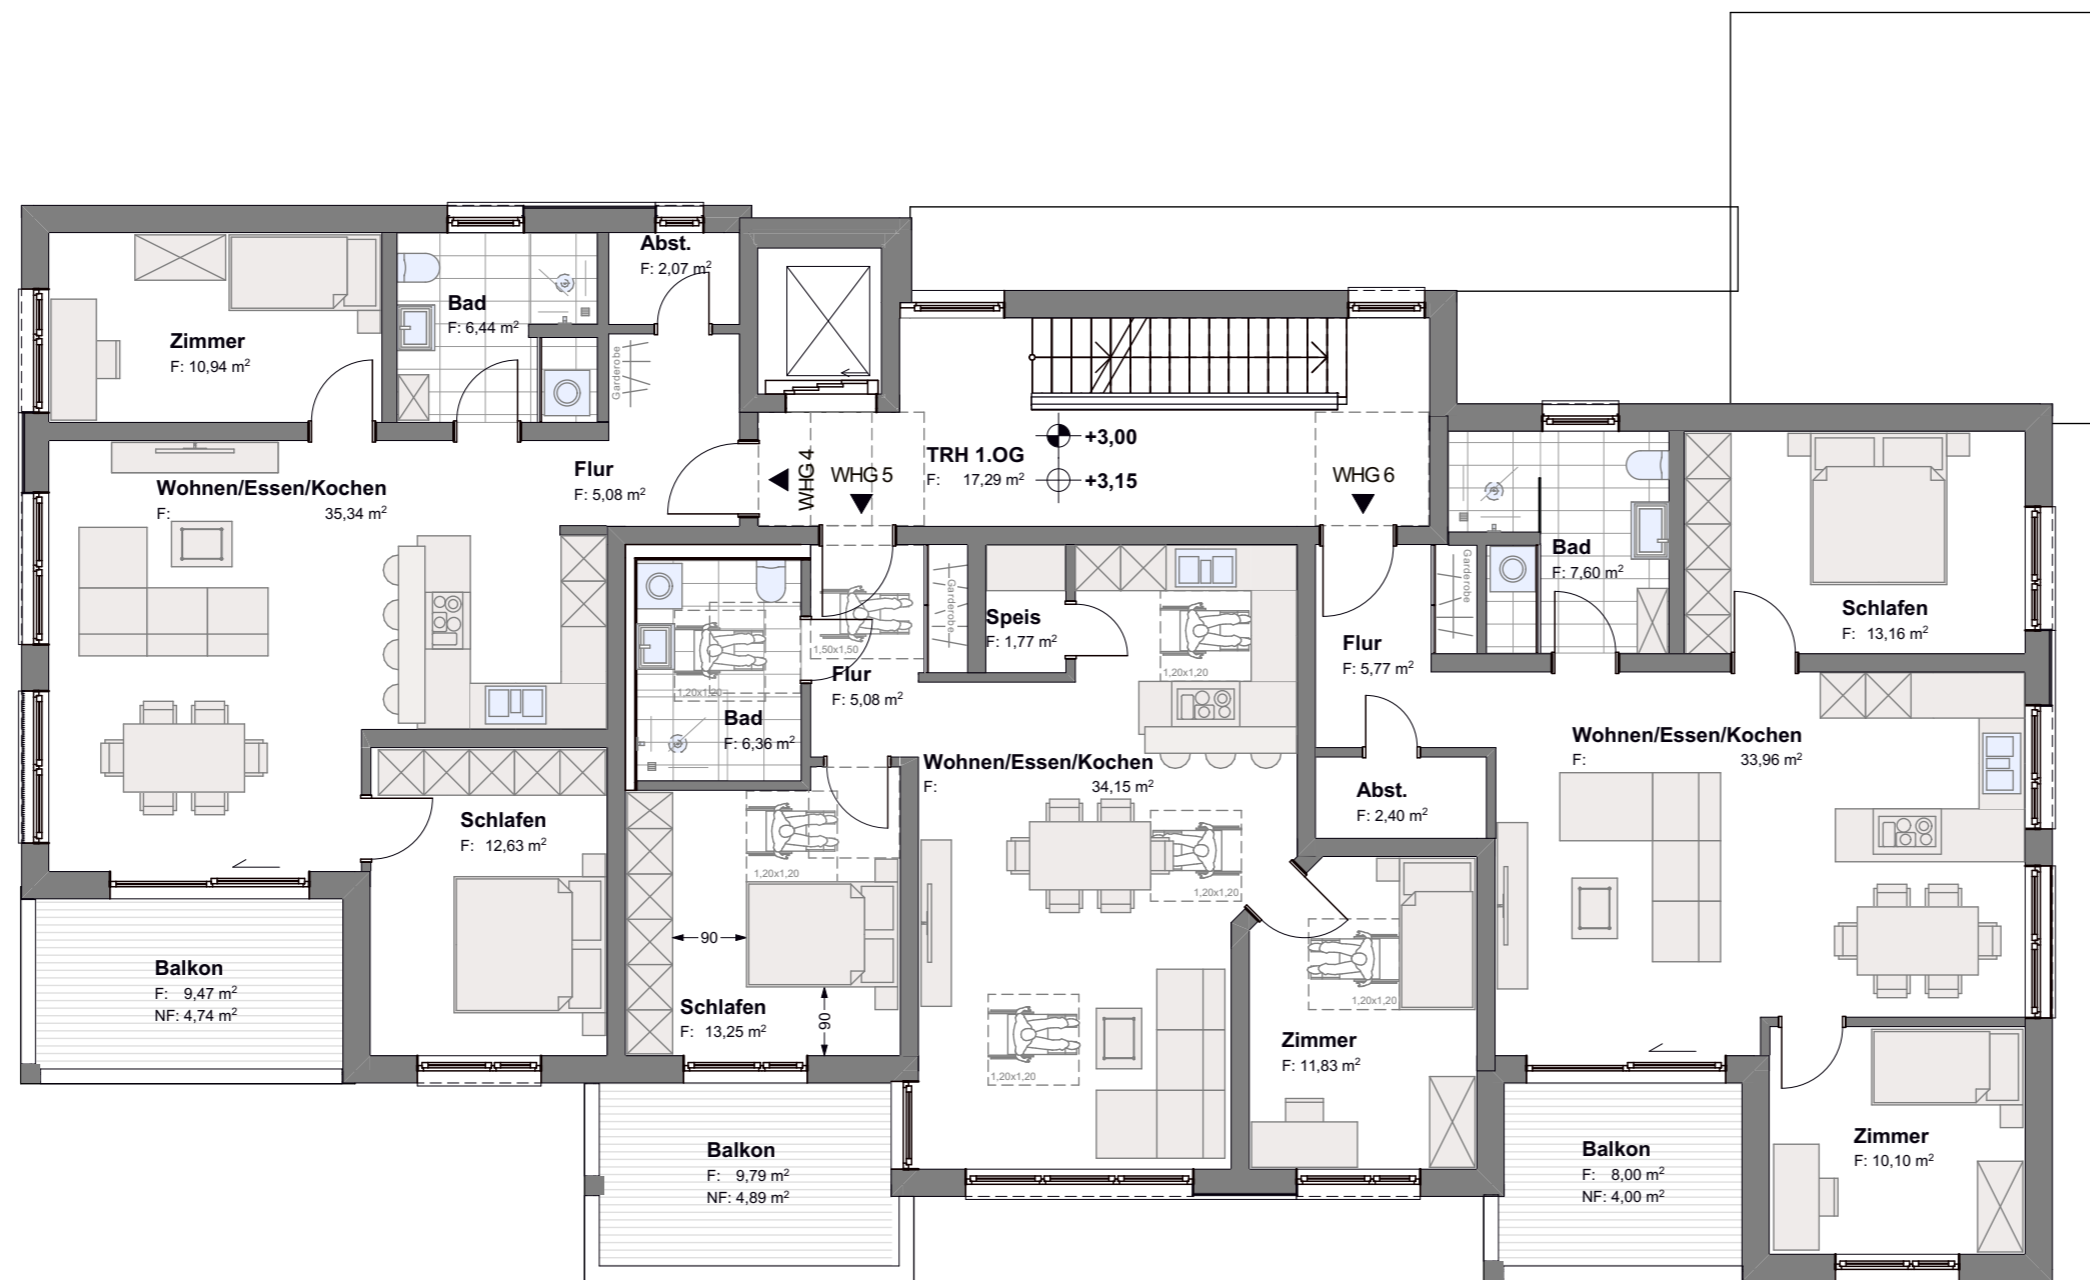 Abst.
F: 2,07 m²
Bad
F: 6,44 m²
Zimmer
F: 10,94 m²
Garderobe
Flur
F: 5,08 m²
Wohnen/Essen/Kochen
F: 35,34 m²
WHG 4
WHG 5
TRH 1.OG
F: 17,29 m²
+3,00
+3,15
WHG 6
Schlafen
F: 12,63 m²
Balkon
F: 9,47 m²
NF: 4,74 m²
1,50x1,50
Garderobe
Flur
F: 5,08 m²
1,20x1,20
Bad
F: 6,36 m²
Speis
F: 1,77 m²
1,20x1,20
Wohnen/Essen/Kochen
F: 34,15 m²
1,20x1,20
1,20x1,20
90
Schlafen
F: 13,25 m²
90
1,20x1,20
1,20x1,20
Zimmer
F: 11,83 m²
Balkon
F: 9,79 m²
NF: 4,89 m²
Garderobe
Bad
F: 7,60 m²
Flur
F: 5,77 m²
Schlafen
F: 13,16 m²
Abst.
F: 2,40 m²
Wohnen/Essen/Kochen
F: 33,96 m²
Balkon
F: 8,00 m²
NF: 4,00 m²
Zimmer
F: 10,10 m²